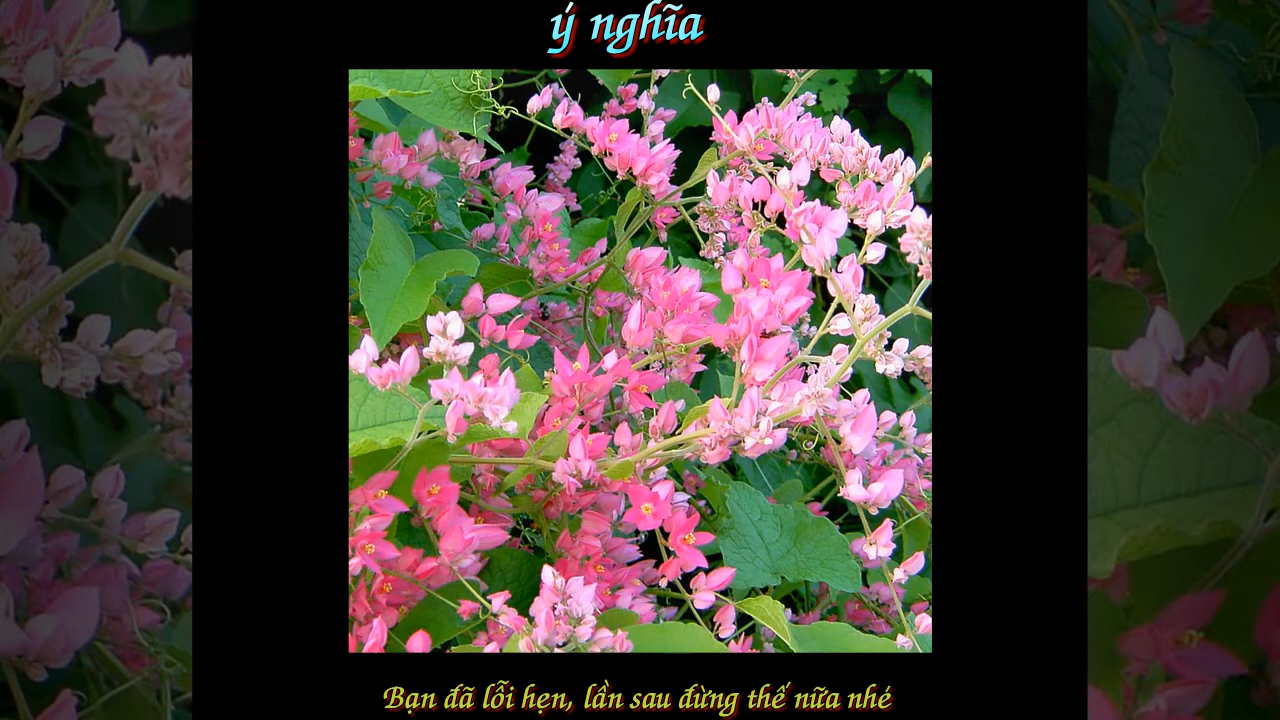 ý nghĩa
Bạn đã lỗi hẹn, lần sau đừng thế nữa nhé